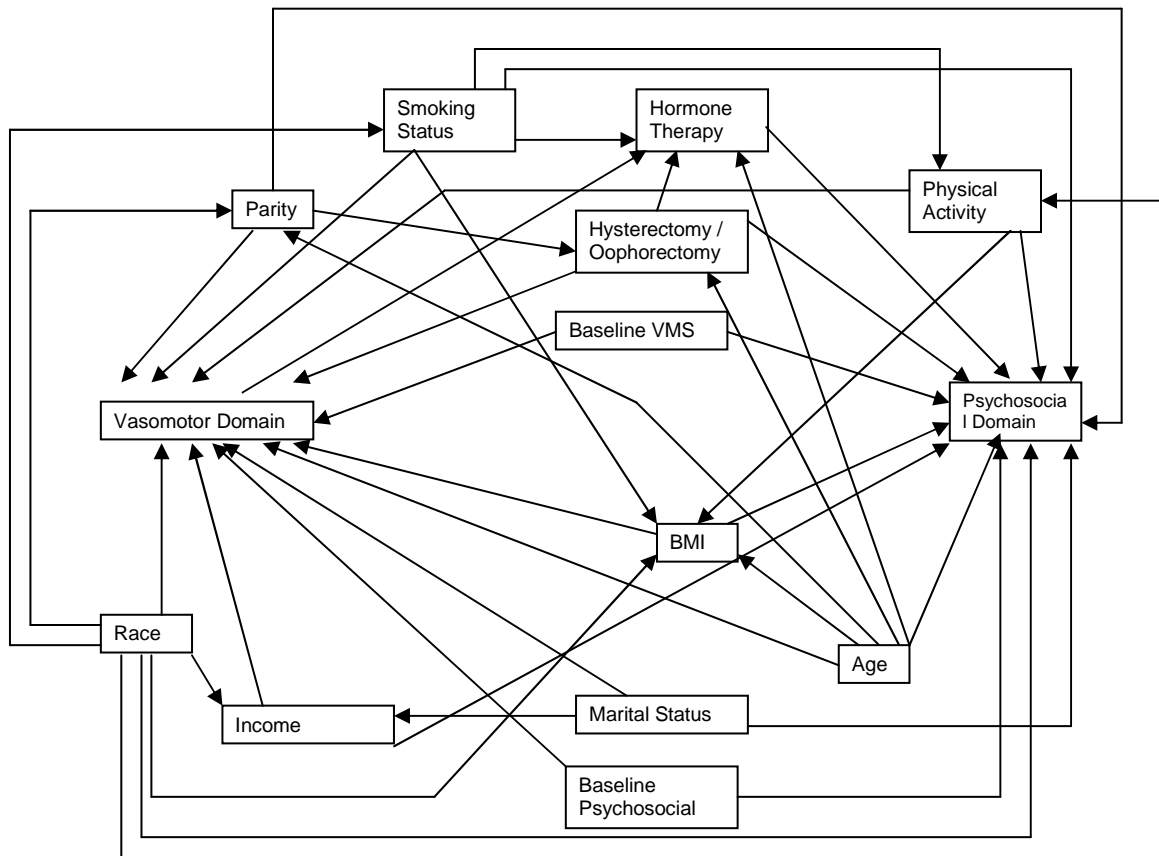 Smoking
Status
Hormone
Therapy
Physical
Activity
Parity
Hysterectomy /
Oophorectomy
Baseline VMS
Vasomotor Domain
Psychosocia
l Domain
BMI
Race
Age
Income
Marital Status
Baseline
Psychosocial